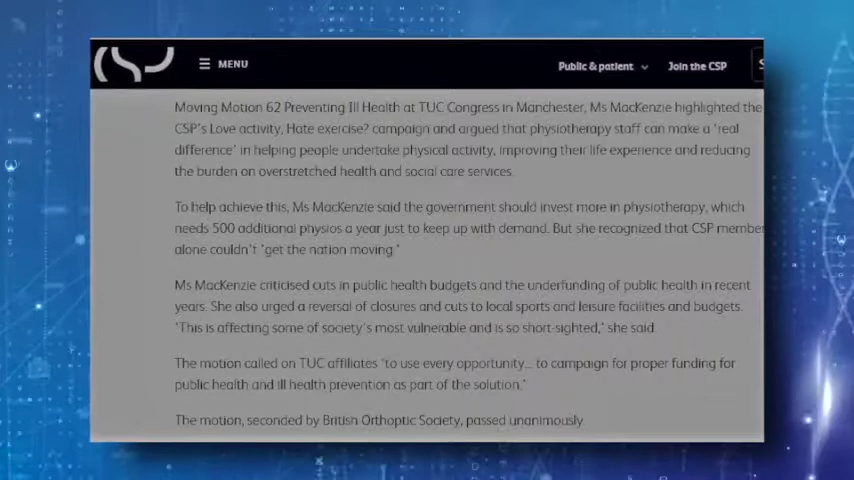 MENU
Public & patient
Join the CSP
S
Moving Motion 62 Preventing Ill Health at TUC Congress in Manchester, Ms MacKenzie highlighted the
CSP's Love activity, Hate exercise? campaign and argued that physiotherapy staff can make a 'real
difference' in helping people undertake physical activity, improving their life experience and reducing
the burden on overstretched health and social care services.
To help achieve this, Ms MacKenzie said the government should invest more in physiotherapy, which
needs 500 additional physios a year just to keep up with demand. But she recognized that CSP member
alone couldn't 'get the nation moving.'
Ms MacKenzie criticised cuts in public health budgets and the underfunding of public health in recent
years. She also urged a reversal of closures and cuts to local sports and leisure facilities and budgets.
'This is affecting some of society's most vulnerable and is so short-sighted,' she said.
The motion called on TUC affiliates 'to use every opportunity... to campaign for proper funding for
public health and ill health prevention as part of the solution.'
The motion, seconded by British Orthoptic Society, passed unanimously